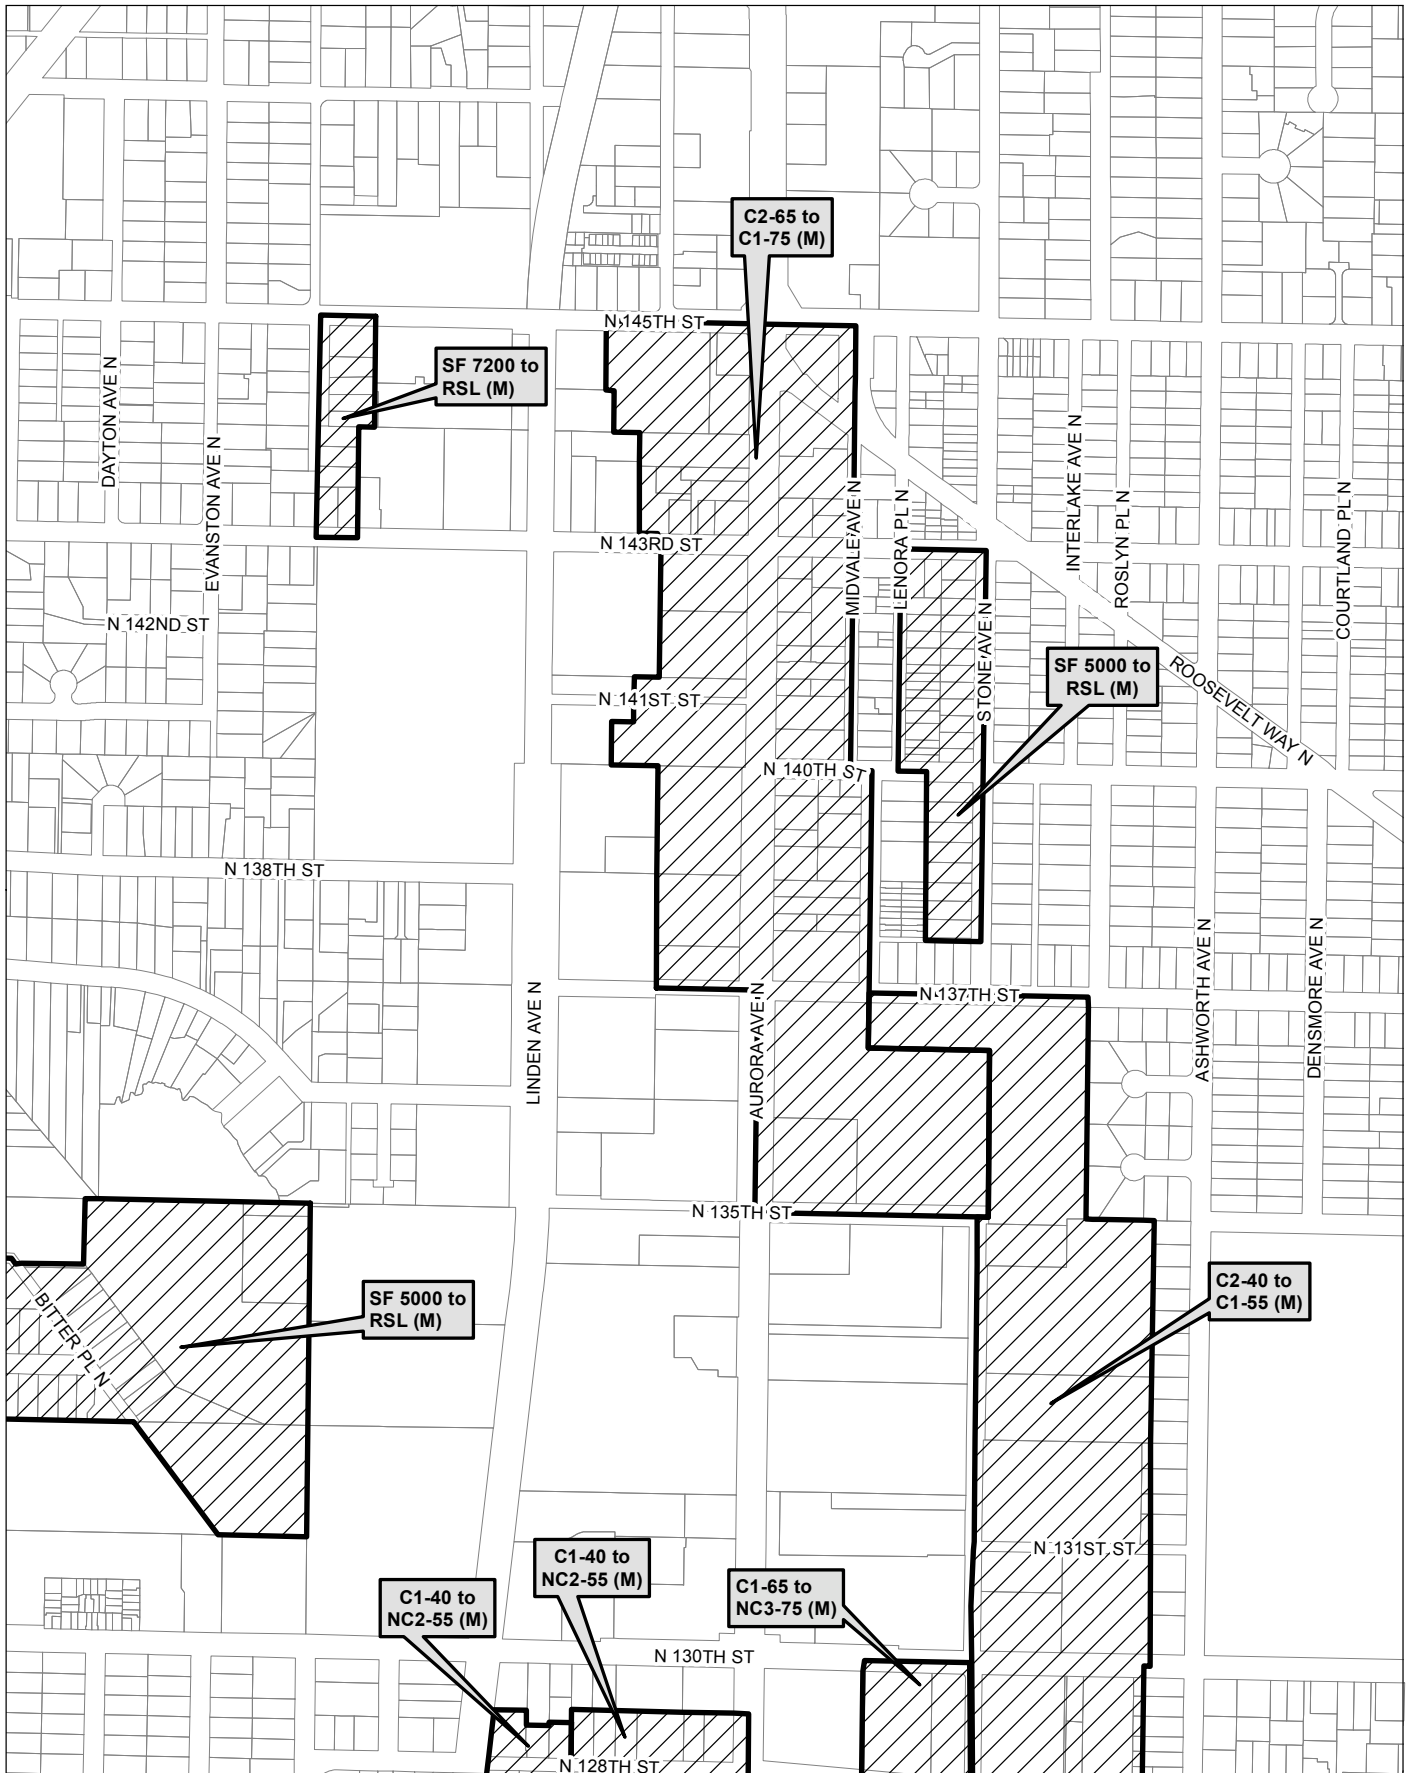 C2-65 to
C1-75 (M)
N 145TH ST
SF 7200 to
RSL (M)
DAYTON AVE N
EVANSTON AVE N
N 143RD ST
MIDVALE AVE N
LENORA PL N
STONE AVE N
INTERLAKE AVE N
ROSLYN PL N
COURTLAND PL N
N 142ND ST
SF 5000 to
RSL (M)
ROOSEVELT WAY N
N 141ST ST
N 140TH ST
N 138TH ST
LINDEN AVE N
AURORA AVE N
N 137TH ST
ASHWORTH AVE N
DENSMORE AVE N
N 135TH ST
BITTER PL N
SF 5000 to
RSL (M)
C2-40 to
C1-55 (M)
N 131ST ST
C1-40 to
NC2-55 (M)
C1-40 to
NC2-55 (M)
C1-65 to
NC3-75 (M)
N 130TH ST
N 128TH ST